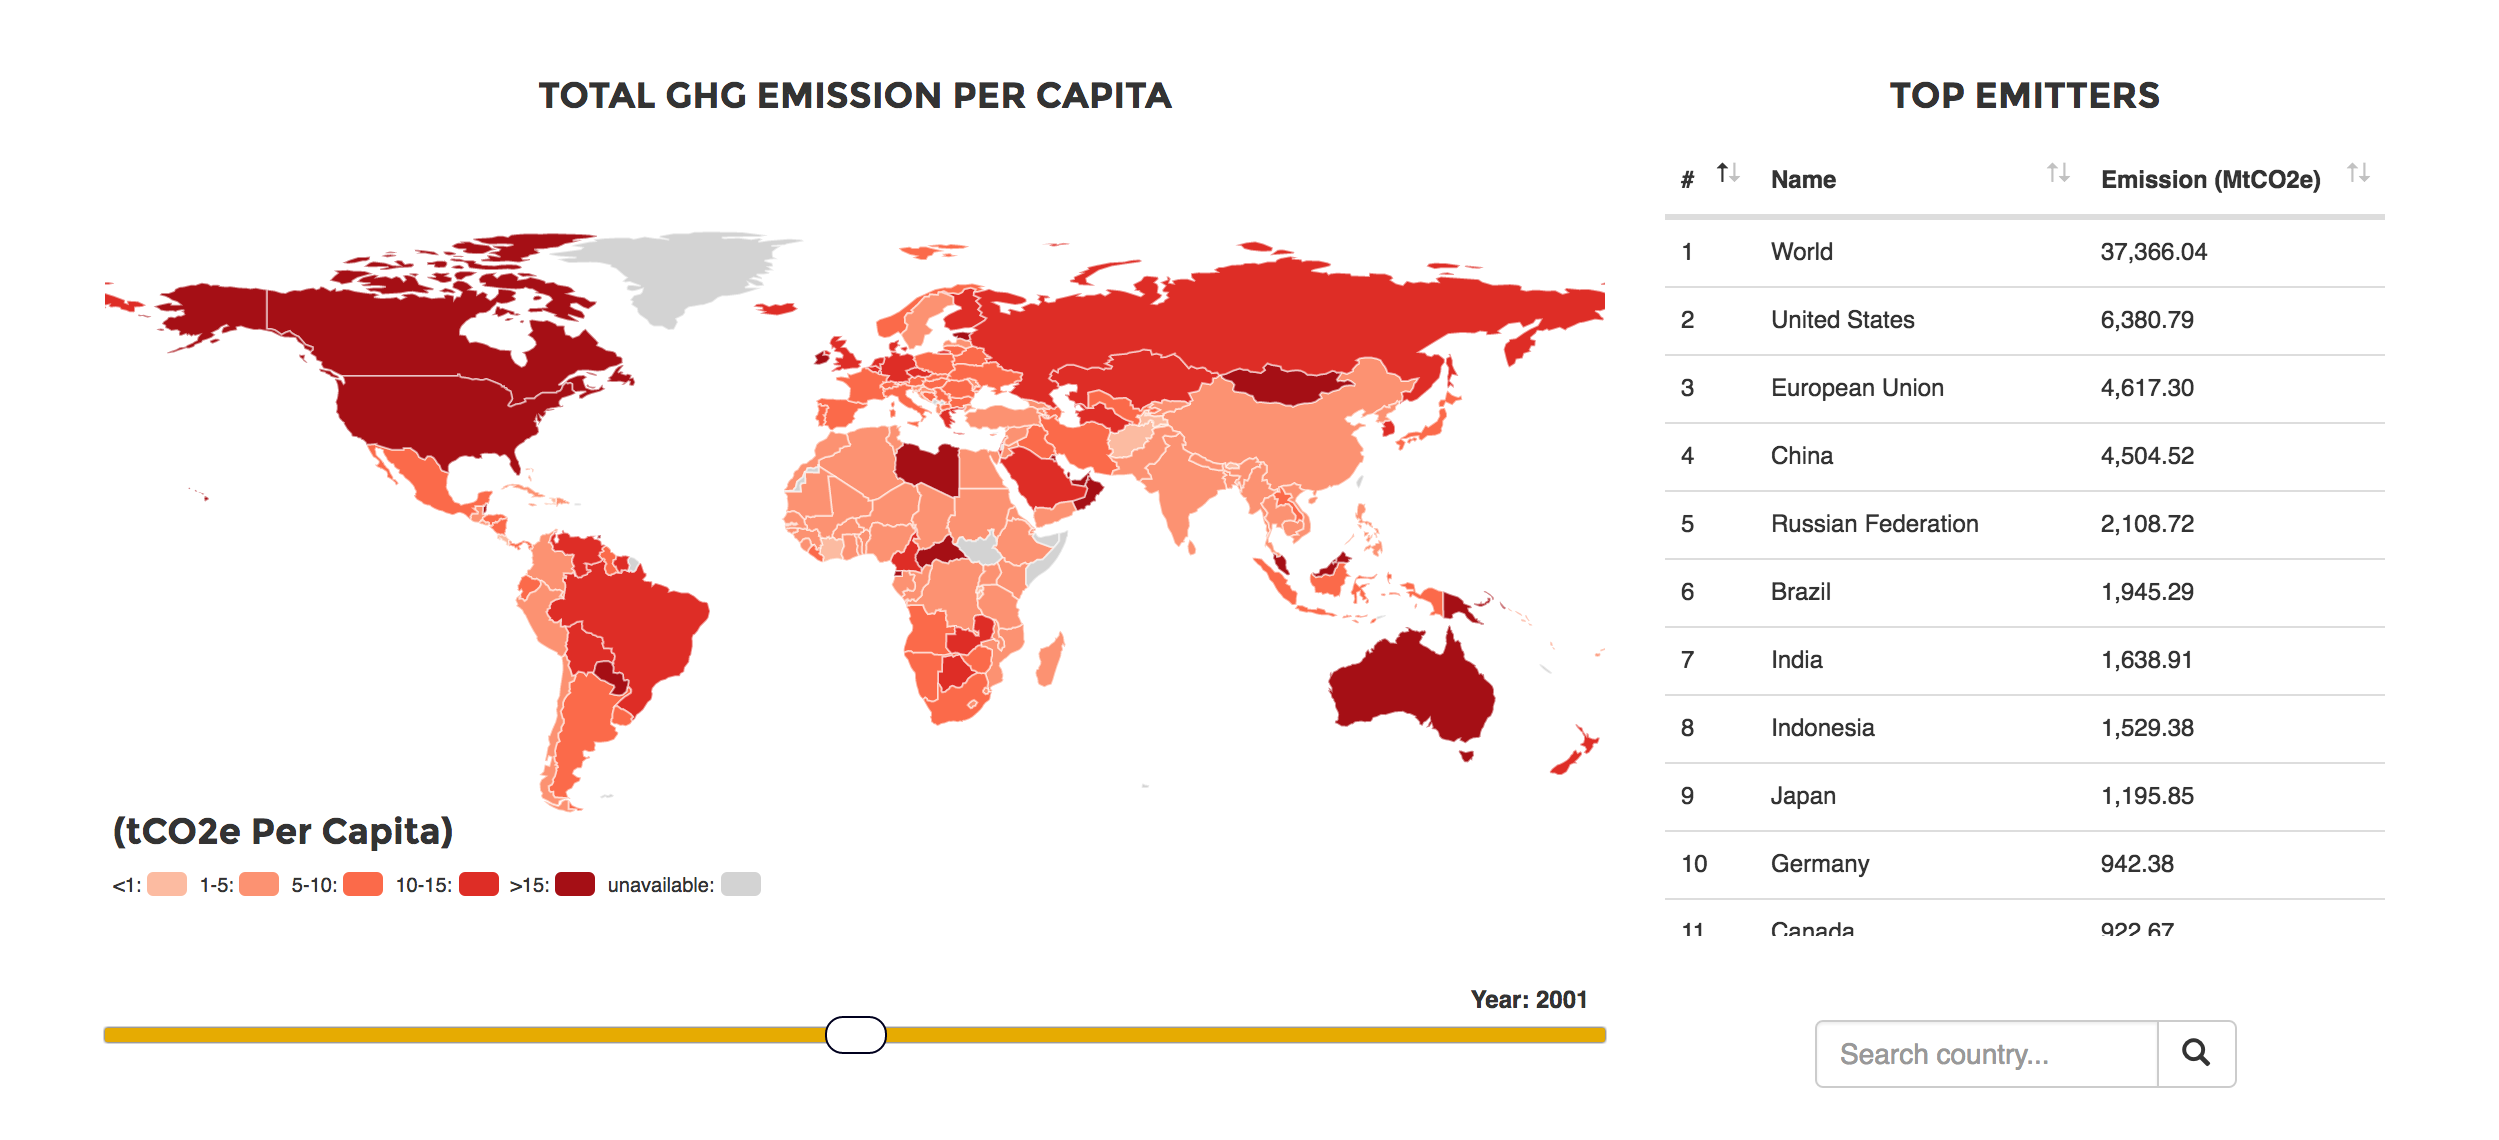 TOTAL GHG EMISSION PER CAPITA
(tCO2e Per Capita)
<1: 1-5: 5-10: 10-15: >15: unavailable:
Year: 2001
TOP EMITTERS
# Name Emission (MtCO2e)
1 World 37,366.04
2 United States 6,380.79
3 European Union 4,617.30
4 China 4,504.52
5 Russian Federation 2,108.72
6 Brazil 1,945.29
7 India 1,638.91
8 Indonesia 1,529.38
9 Japan 1,195.85
10 Germany 942.38
11 Canada 922.67
Search country...